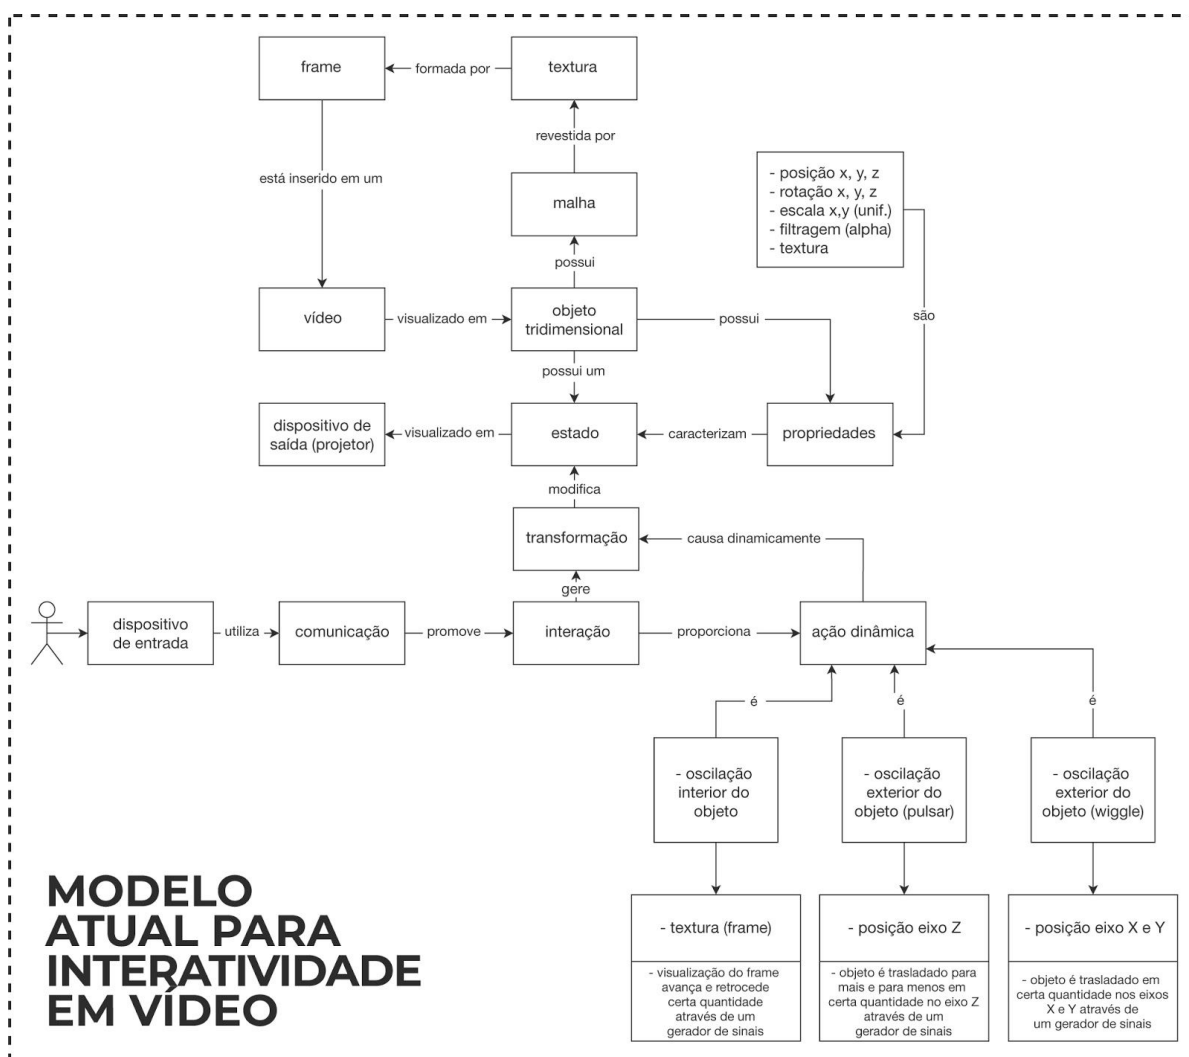 frame
formada por
textura
revestida por
está inserido em um
malha
- posição x, y, z
- rotação x, y, z
- escala x,y (unif.)
- filtragem (alpha)
- textura
possui
vídeo
visualizado em
objeto
tridimensional
possui
são
possui um
dispositivo de
saída (projetor)
visualizado em
estado
caracterizam
propriedades
modifica
transformação
causa dinamicamente
gere
dispositivo
de entrada
utiliza
comunicação
promove
interação
proporciona
ação dinâmica
é
é
é
- oscilação
interior do
objeto
- oscilação
exterior do
objeto (pulsar)
- oscilação
exterior do
objeto (wiggle)
- textura (frame)
- visualização do frame
avança e retrocede
certa quantidade
através de um
gerador de sinais
- posição eixo Z
- objeto é trasladado para
mais e para menos em
certa quantidade no eixo Z
através de um
gerador de sinais
- posição eixo X e Y
- objeto é trasladado em
certa quantidade nos eixos
X e Y através de
um gerador de sinais
MODELO
ATUAL PARA
INTERATIVIDADE
EM VÍDEO